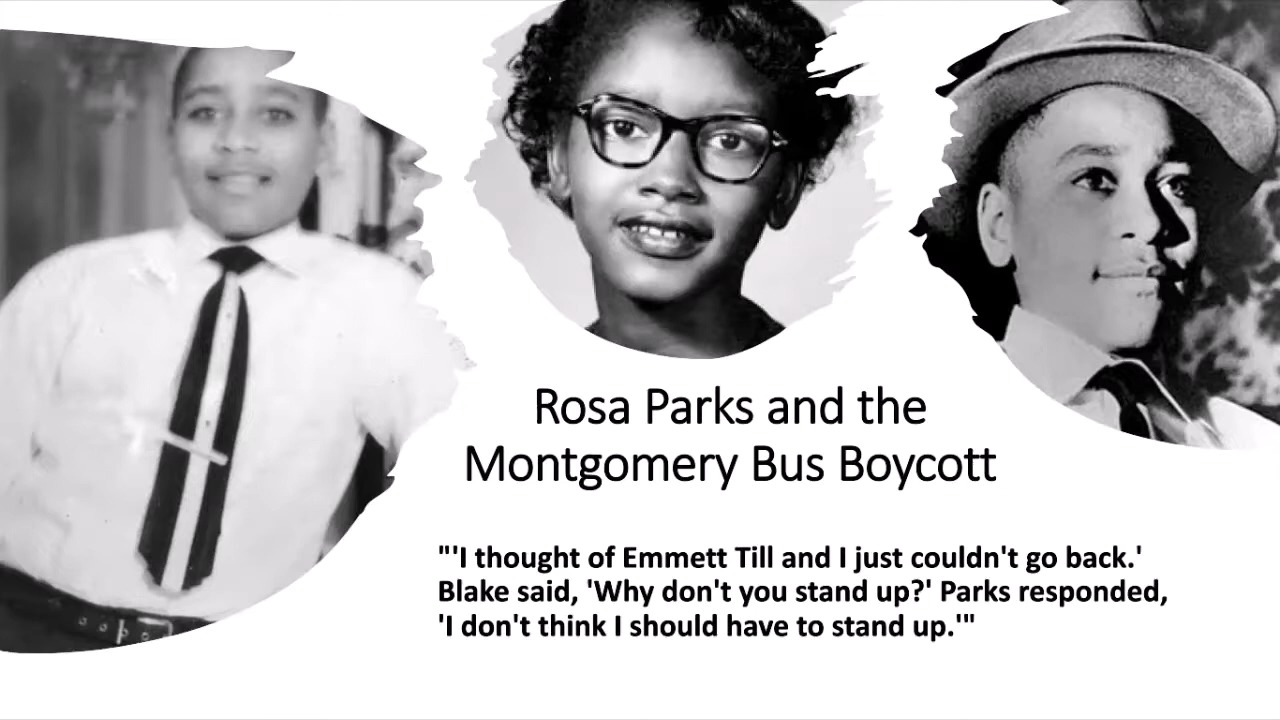 Rosa Parks and the
Montgomery Bus Boycott
"'I thought of Emmett Till and I just couldn't go back.'
Blake said, 'Why don't you stand up?' Parks responded,
'I don't think I should have to stand up.'"